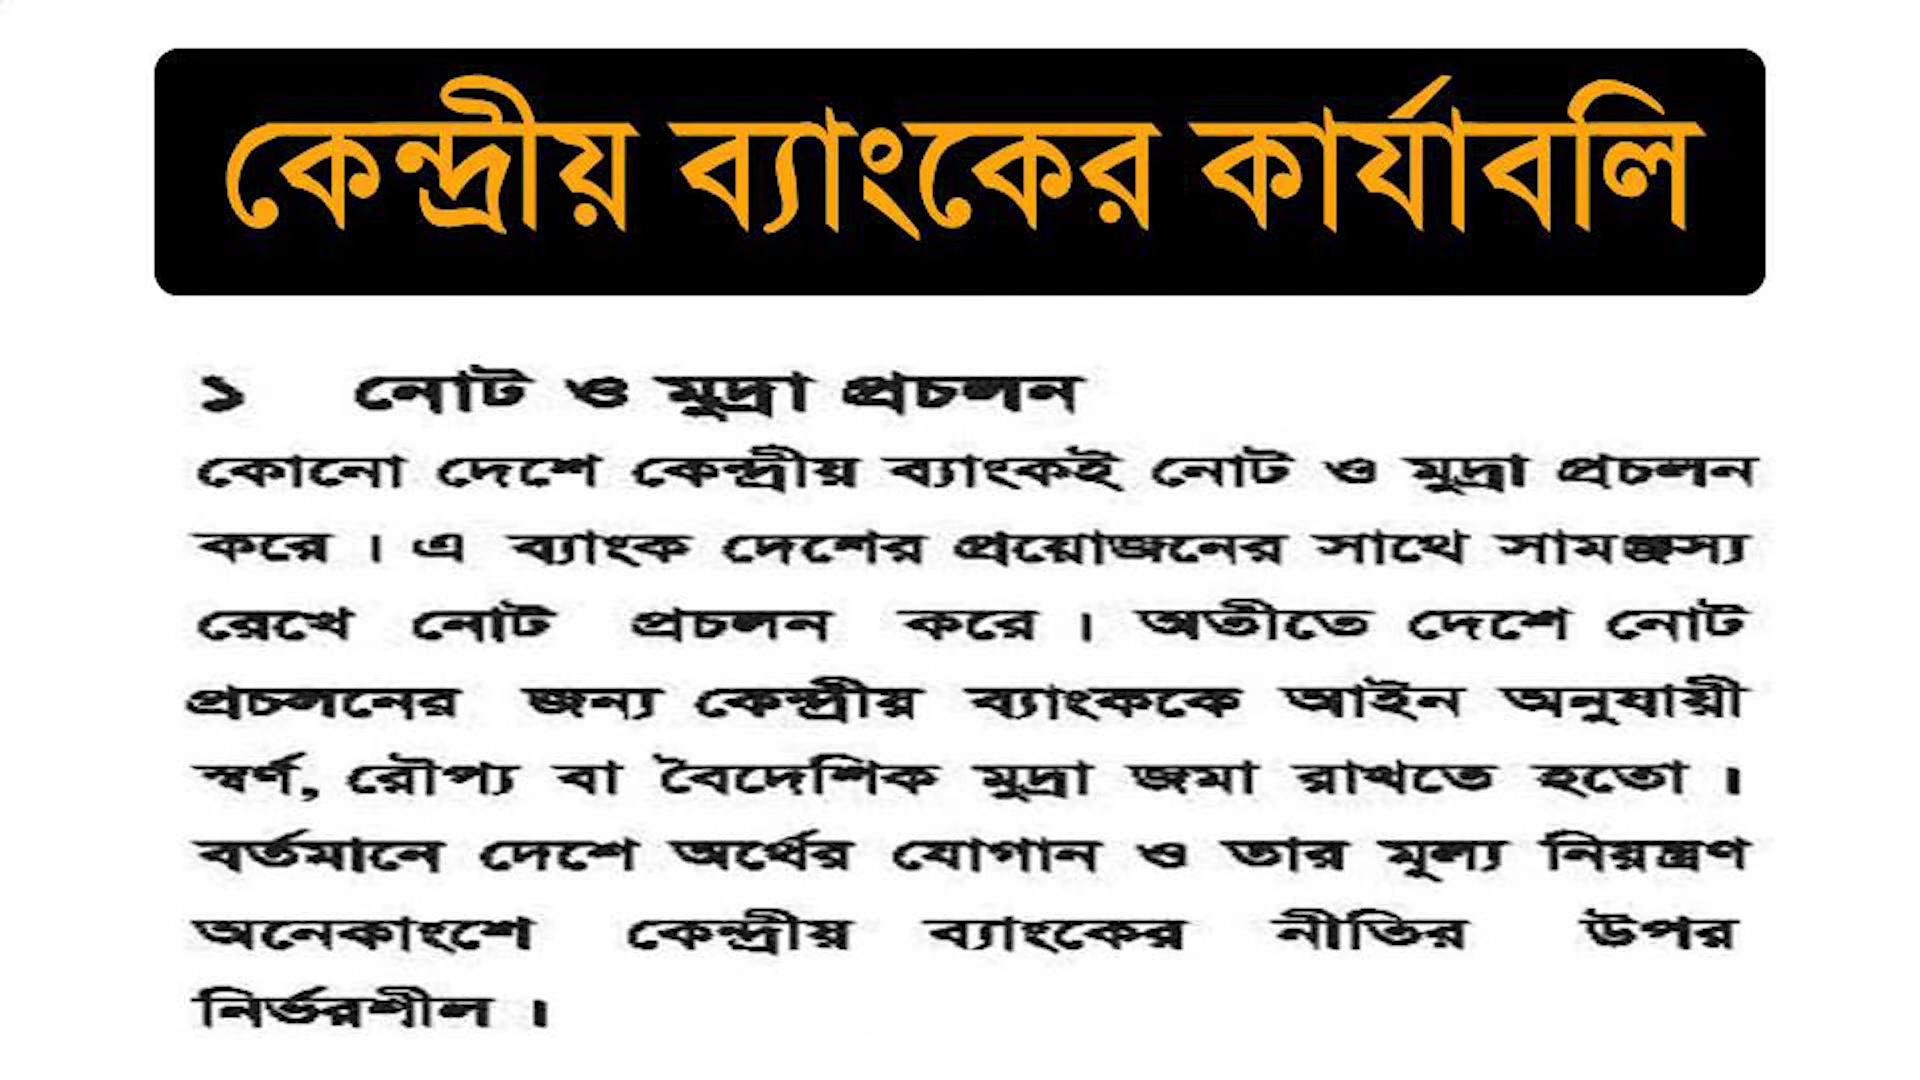 কেন্দ্রীয় ব্যাংকের কার্যাবলি
১ নোট ও মুদ্রা প্রচলন
কোনো দেশে কেন্দ্রীয় ব্যাংকই নোট ও মুদ্রা প্রচলন
করে । এ ব্যাংক দেশের প্রয়োজনের সাথে সামঞ্জস্য
রেখে নোট প্রচলন করে । অতীতে দেশে নোট
প্রচলনের জন্য কেন্দ্রীয় ব্যাংককে আইন অনুযায়ী
স্বর্ণ, রৌপ্য বা বৈদেশিক মুদ্রা জমা রাখতে হতো ।
বর্তমানে দেশে অর্থের যোগান ও তার মূল্য নিয়ন্ত্রণ
অনেকাংশে কেন্দ্রীয় ব্যাংকের নীতির উপর
নির্ভরশীল ।